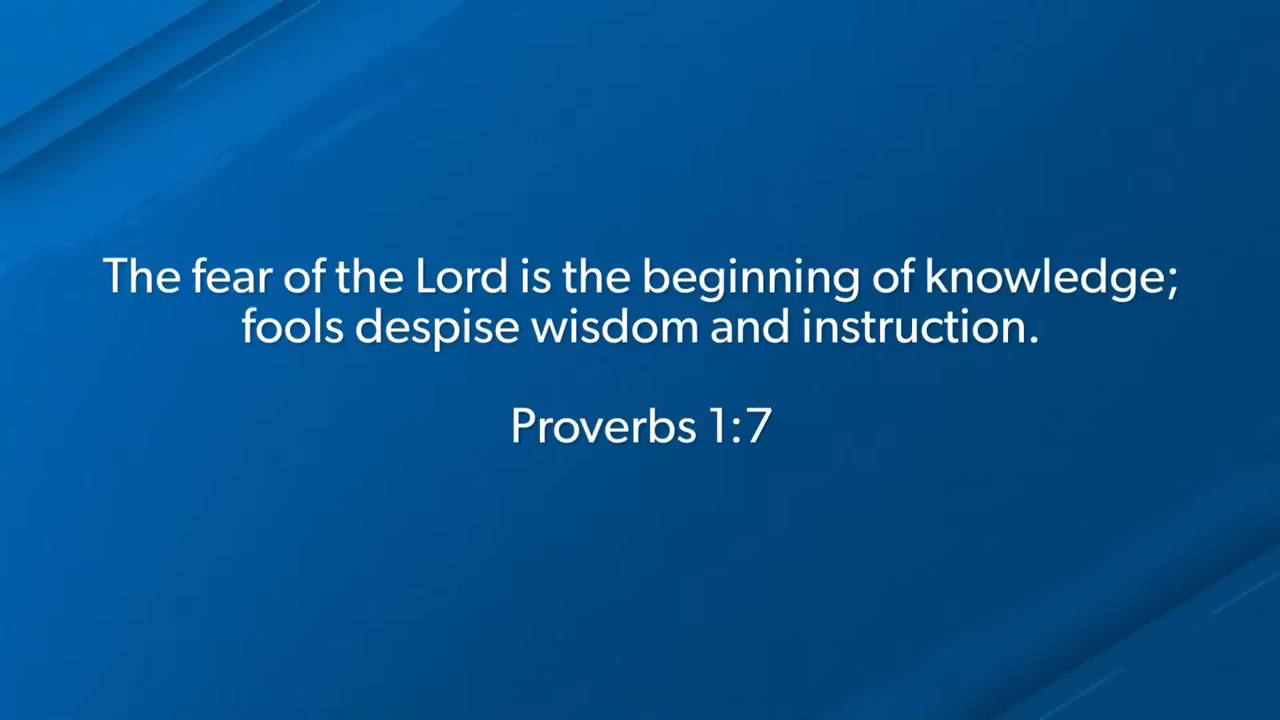 The fear of the Lord is the beginning of knowledge;
fools despise wisdom and instruction.
Proverbs 1:7